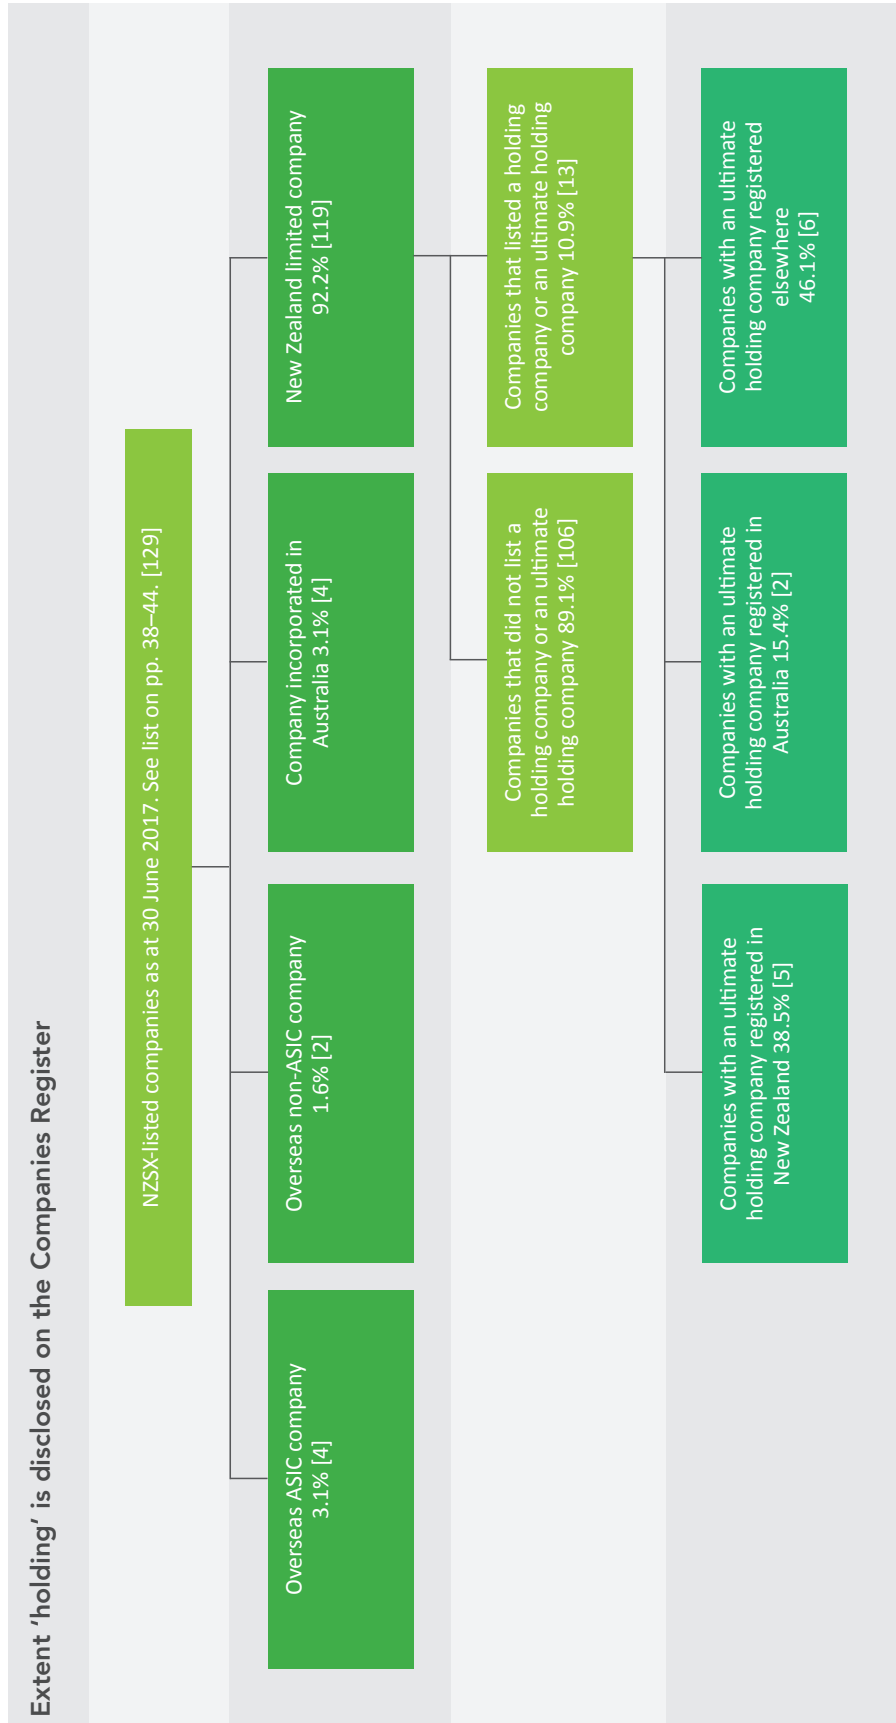 Extent ‘holding’ is disclosed on the Companies Register
NZSX-listed companies as at 30 June 2017. See list on pp. 38–44. [129]
Overseas ASIC company
3.1% [4]
Overseas non-ASIC company
1.6% [2]
Company incorporated in
Australia 3.1% [4]
New Zealand limited company
92.2% [119]
Companies that did not list a
holding company or an ultimate
holding company 89.1% [106]
Companies that listed a holding
company or an ultimate holding
company 10.9% [13]
Companies with an ultimate
holding company registered in
New Zealand 38.5% [5]
Companies with an ultimate
holding company registered in
Australia 15.4% [2]
Companies with an ultimate
holding company registered
elsewhere
46.1% [6]